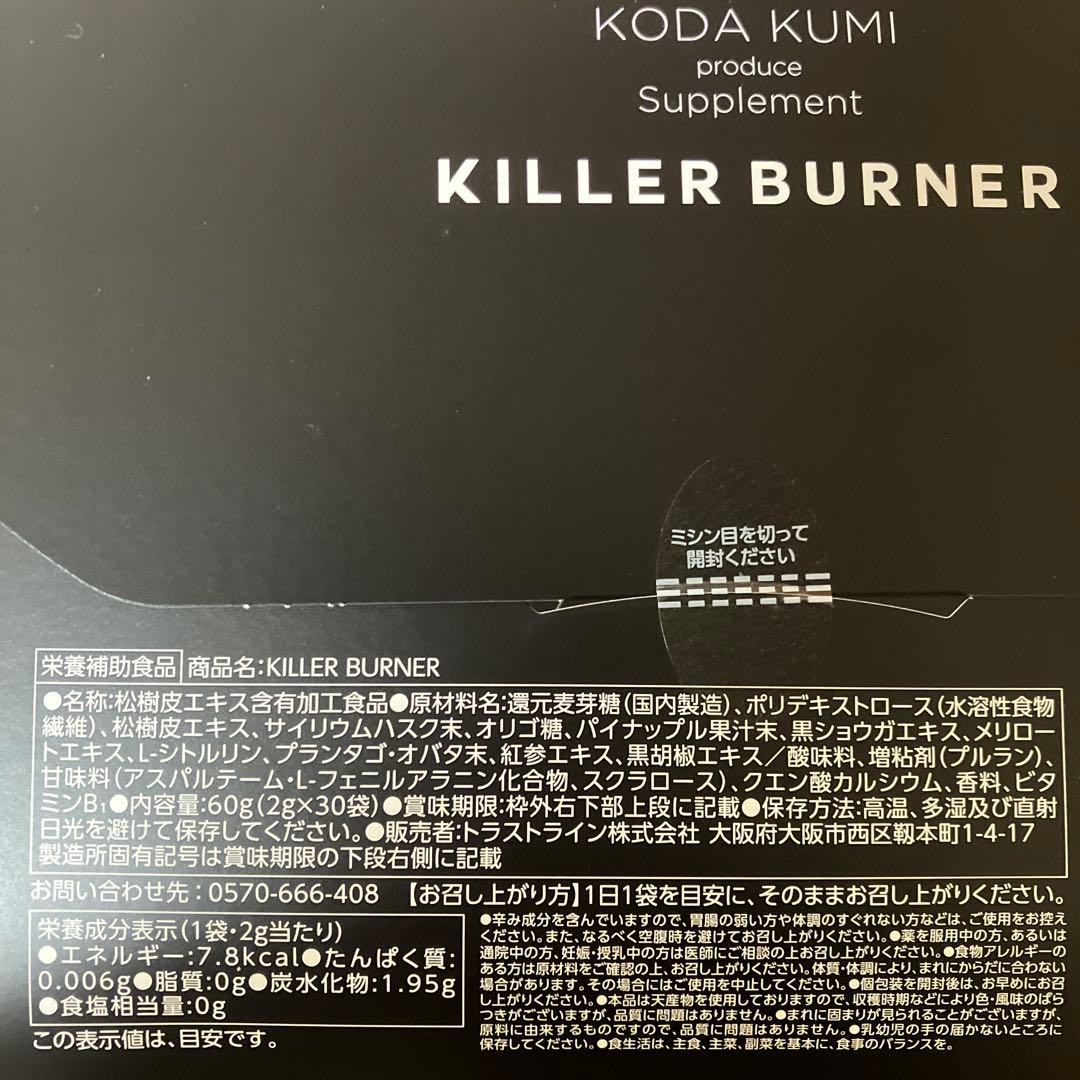 KODA KUMI
produce
Supplement
KILLER BURNER
ミシン目を切って
開封ください
栄養補助食品 商品名:KILLER BURNER
●名称:松樹皮エキス含有加工食品●原材料名:還元麦芽糖(国内製造)、ポリデキストロース(水溶性食物
繊維)、松樹皮エキス、サイリウムハスク末、オリゴ糖、パイナップル果汁末、黒ショウガエキス、メリロー
トエキス、L-シトルリン、プランタゴ・オバタ末、紅参エキス、黒胡椒エキス/酸味料、増粘剤(プルラン)、
甘味料(アスパルテーム・L-フェニルアラニン化合物、スクラロース)、クエン酸カルシウム、香料、ビタ
ミンB₁●内容量:60g(2g×30袋)●賞味期限:枠外右下部上段に記載●保存方法:高温、多湿及び直射
日光を避けて保存してください。●販売者:トラストライン株式会社 大阪府大阪市西区靱本町1-4-17
製造所固有記号は賞味期限の下段右側に記載
お問い合わせ先:0570-666-408 【お召し上がり方】1日1袋を目安に、そのままお召し上がりください。
栄養成分表示(1袋・2g当たり)
●エネルギー:7.8kcal●たんぱく質:
0.006g●脂質:0g●炭水化物:1.95g
●食塩相当量:0g
この表示値は、目安です。
●辛み成分を含んでいますので、胃腸の弱い方や体調のすぐれない方などは、ご使用をお控え
ください。また、なるべく空腹時を避けてお召し上がりください。●薬を服用中の方、あるいは
通院中の方、妊娠・授乳中の方は医師にご相談の上お召し上がりください。●食物アレルギーの
ある方は原材料をご確認の上、お召し上がりください。体質・体調により、まれにからだに合わない
場合があります。その場合にはご使用を中止してください。●個包装を開封後は、お早めにお召
し上がりください。●本品は天産物を使用しておりますので、収穫時期などにより色・風味のばら
つきがございますが、品質に問題はありません。●まれに固まりが見られることがございますが、
原料に由来するものですので、品質に問題はありません。●乳幼児の手の届かないところに
保存してください。●食生活は、主食、主菜、副菜を基本に、食事のバランスを。